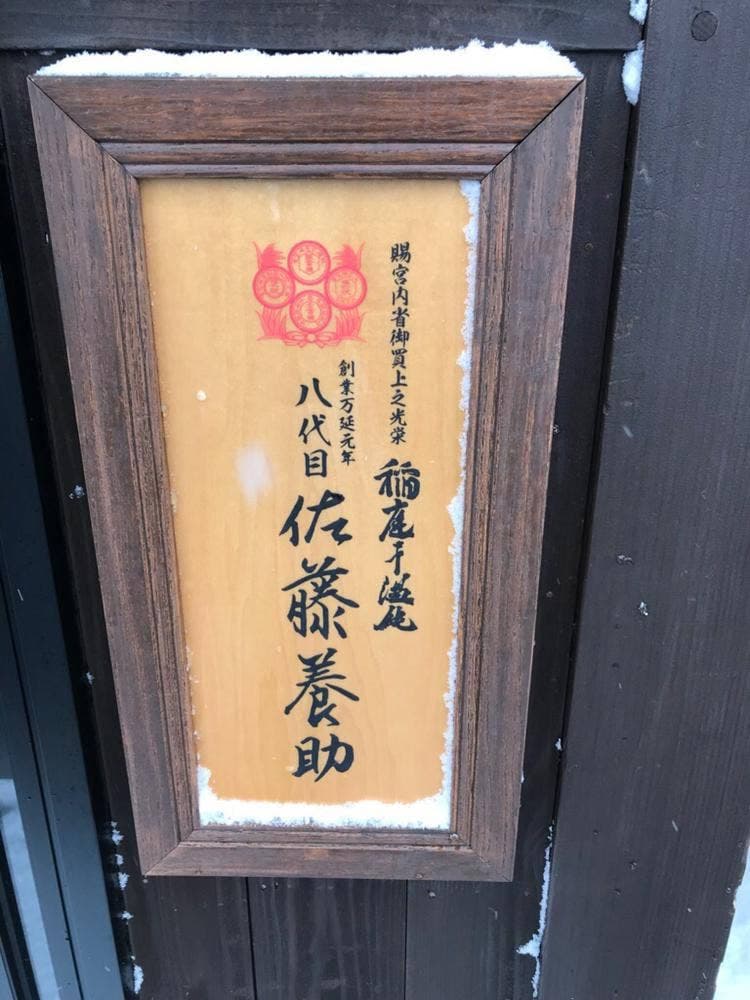 賜宮内省御買上之光栄
稲庭干温飩
創業万延元年
八代目
佐藤養助